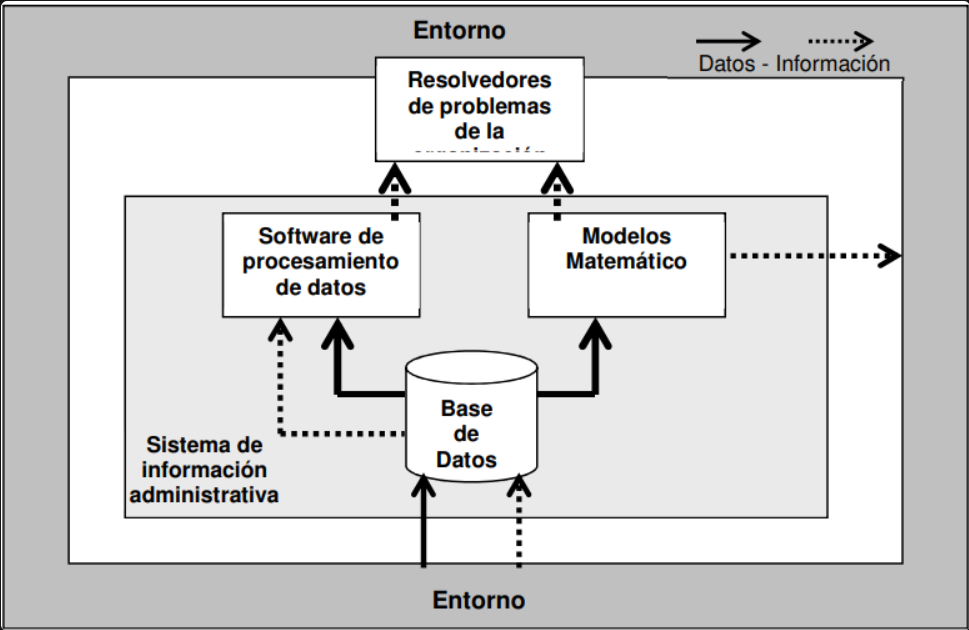 Entorno
Datos - Información
Resolvedores
de problemas
de la
Software de
procesamiento
de datos
Modelos
Matemático
Base
de
Datos
Sistema de
información
administrativa
Entorno